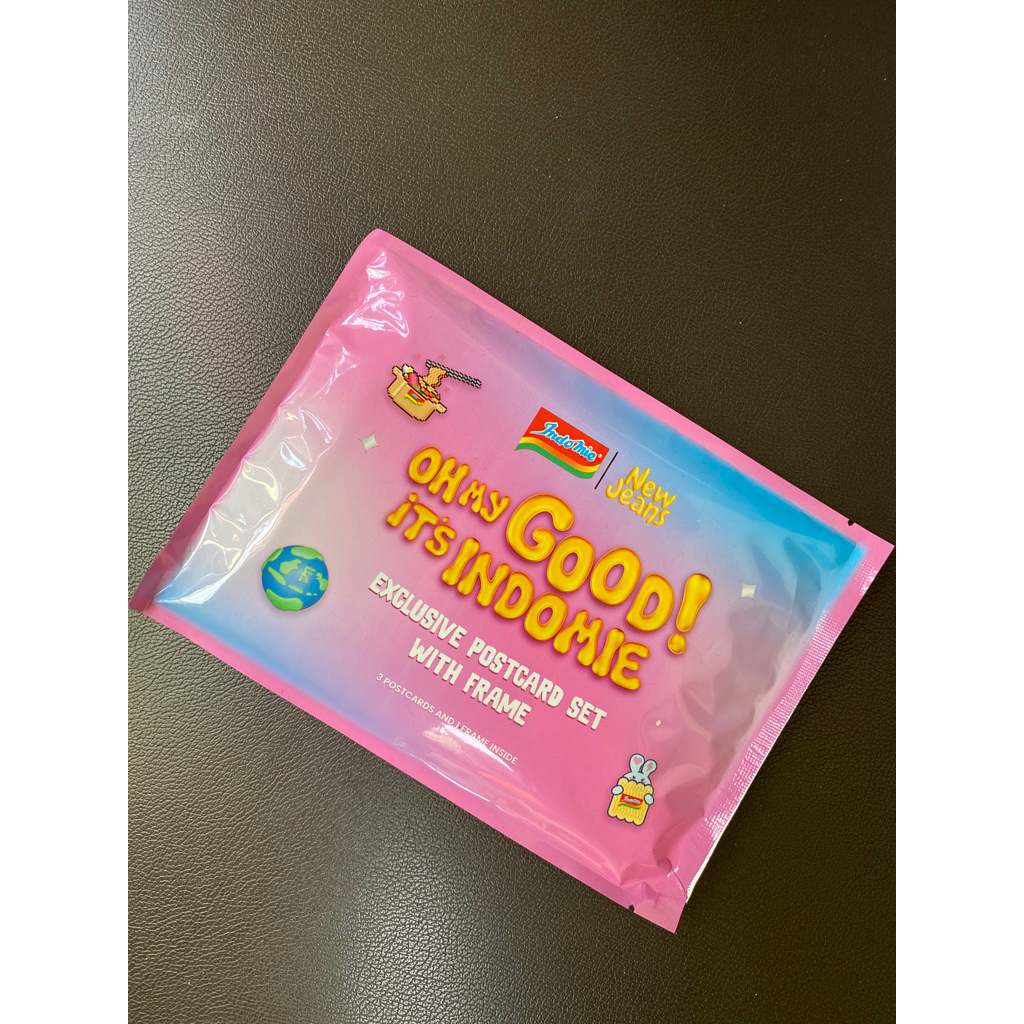 Indomie
New
Jeans
OH MY GOOD!
iT'S INDOMIE
EXCLUSIVE POSTCARD SET
WITH FRAME
3 POSTCARDS AND 1 FRAME INSIDE
Indomie